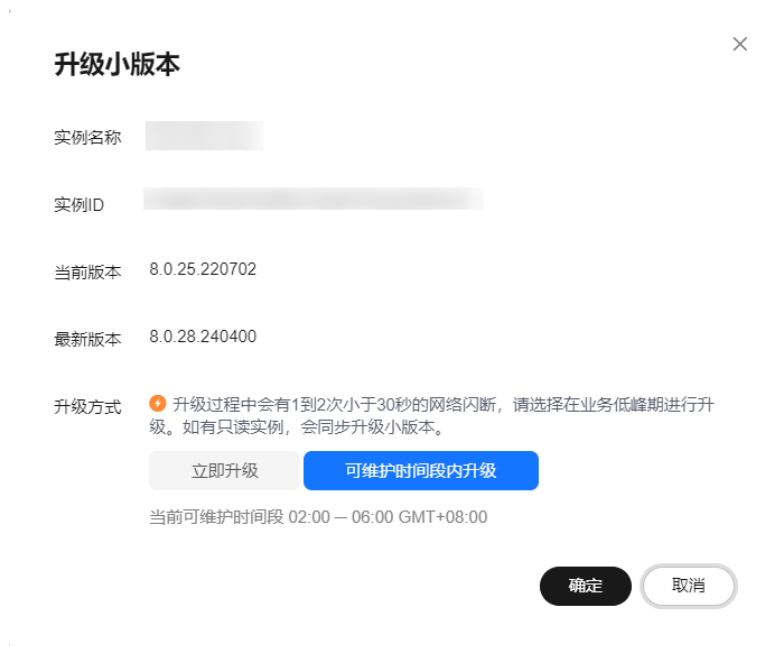 升级小版本
实例名称
实例ID
当前版本 8.0.25.220702
最新版本 8.0.28.240400
升级方式 升级过程中会有1到2次小于30秒的网络闪断，请选择在业务低峰期进行升
级。如有只读实例，会同步升级小版本。
立即升级 可维护时间段内升级
当前可维护时间段 02:00 — 06:00 GMT+08:00
确定 取消